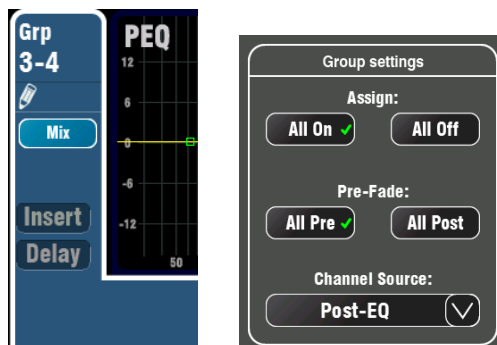 Grp
3-4
Mix
Insert
Delay
PEQ
12
6
0
-6
-12
50
Group settings
Assign:
All On
All Off
Pre-Fade:
All Pre
All Post
Channel Source:
Post-EQ